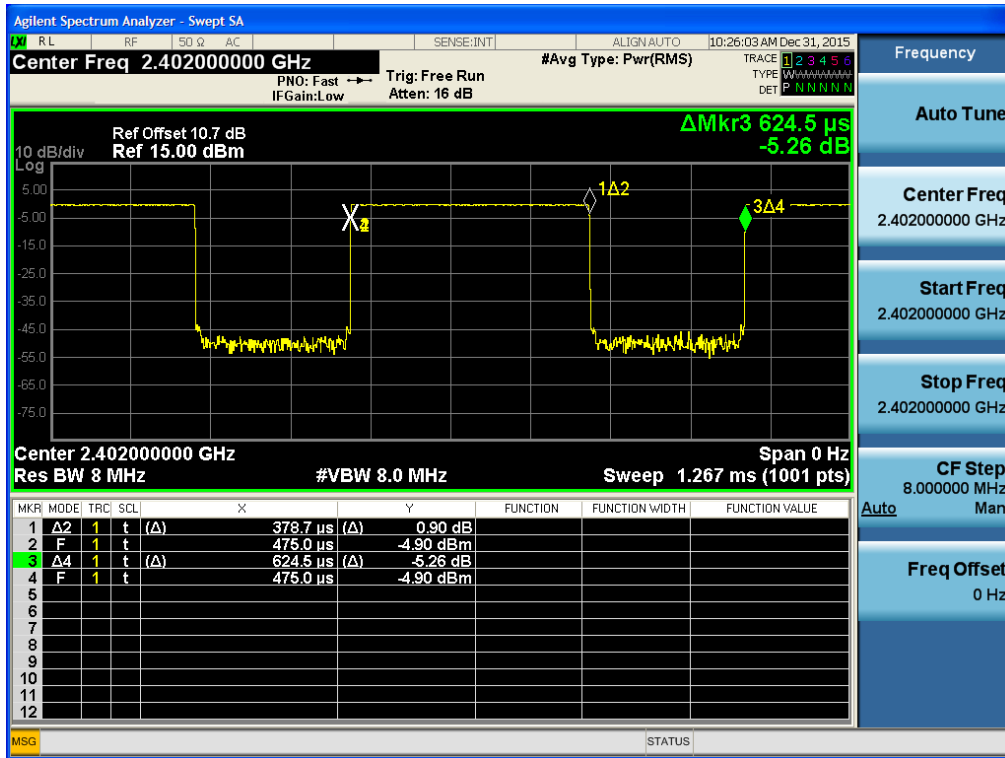 Agilent Spectrum Analyzer - Swept SA
LXI RL RF 50 Ω AC SENSE:INT ALIGNAUTO 10:26:03 AM Dec 31, 2015
Center Freq 2.402000000 GHz
PNO: Fast
IFGain:Low
Trig: Free Run
Atten: 16 dB
#Avg Type: Pwr(RMS)
TRACE 1 2 3 4 5 6
TYPE
DET P N N N N N
ΔMkr3 624.5 µs
-5.26 dB
Ref Offset 10.7 dB
10 dB/div Ref 15.00 dBm
Log
5.00
-5.00
-15.0
-25.0
-35.0
-45.0
-55.0
-65.0
-75.0
1Δ2
3Δ4
Center 2.402000000 GHz Span 0 Hz
Res BW 8 MHz #VBW 8.0 MHz Sweep 1.267 ms (1001 pts)
MKR MODE TRC SCL X Y FUNCTION FUNCTION WIDTH FUNCTION VALUE
1 Δ2 1 t (Δ) 378.7 µs (Δ) 0.90 dB
2 F 1 t 475.0 µs -4.90 dBm
3 Δ4 1 t (Δ) 624.5 µs (Δ) -5.26 dB
4 F 1 t 475.0 µs -4.90 dBm
5
6
7
8
9
10
11
12
MSG STATUS
Frequency
Auto Tune
Center Freq
2.402000000 GHz
Start Freq
2.402000000 GHz
Stop Freq
2.402000000 GHz
CF Step
8.000000 MHz
Auto Man
Freq Offset
0 Hz